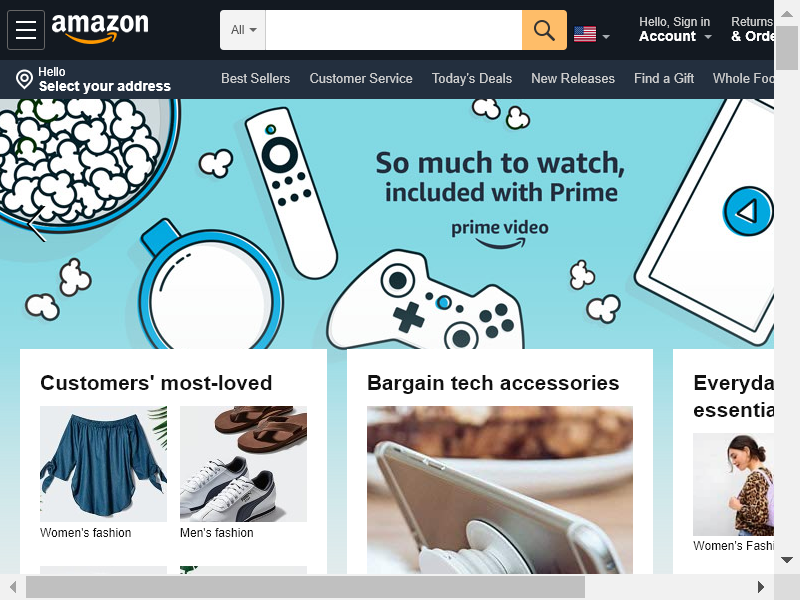 amazon
All
Hello, Sign in
Account
Returns
& Orde
Hello
Select your address
Best Sellers
Customer Service
Today's Deals
New Releases
Find a Gift
Whole Foo
So much to watch,
included with Prime
prime video
Customers' most-loved
Women's fashion
Men's fashion
Bargain tech accessories
Everyda
essentia
Women's Fashi